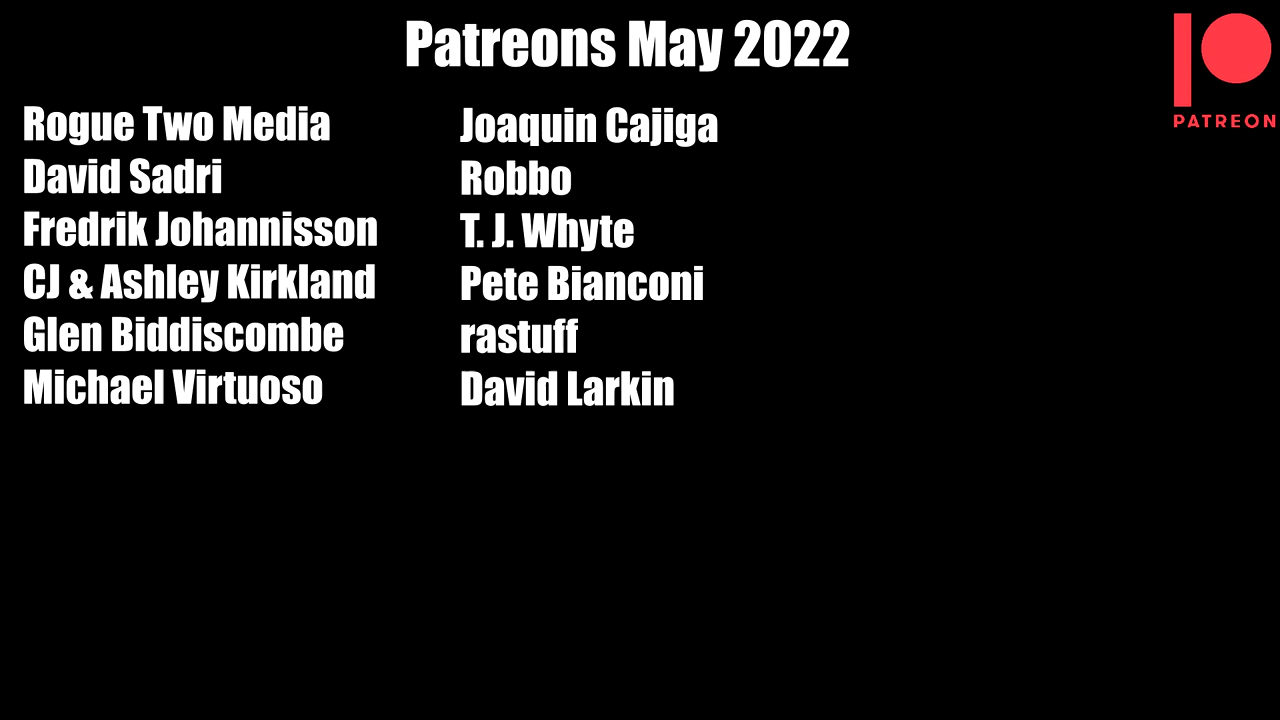 Patreons May 2022
PATREON
Rogue Two Media
David Sadri
Fredrik Johannisson
CJ & Ashley Kirkland
Glen Biddiscombe
Michael Virtuoso
Joaquin Cajiga
Robbo
T. J. Whyte
Pete Bianconi
rastuff
David Larkin